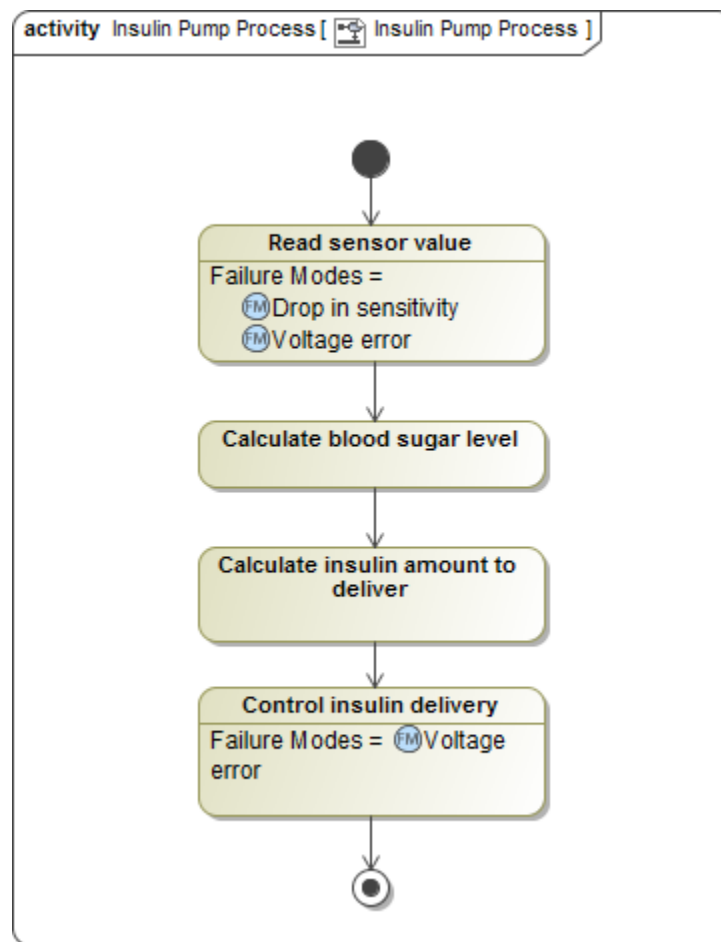 activity Insulin Pump Process [ Insulin Pump Process ]
Read sensor value
Failure Modes =
FM Drop in sensitivity
FM Voltage error
Calculate blood sugar level
Calculate insulin amount to
deliver
Control insulin delivery
Failure Modes = FM Voltage
error